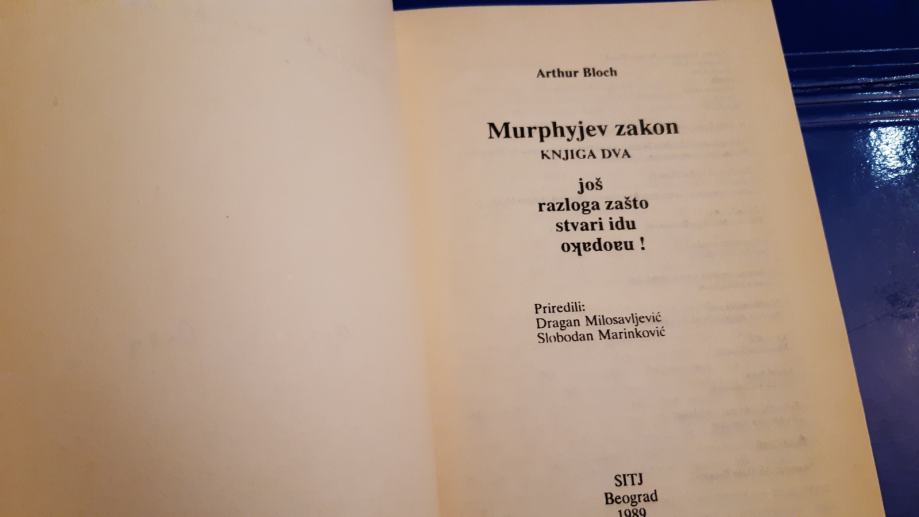 Arthur Bloch
Murphyjev zakon
KNJIGA DVA
još
razloga zašto
stvari idu
naopako !
Priredili:
Dragan Milosavljević
Slobodan Marinković
SITJ
Beograd
1989